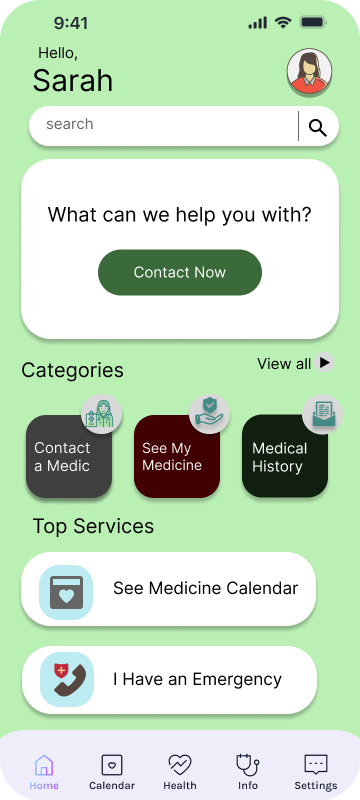 9:41
Hello,
Sarah
search
What can we help you with?
Contact Now
Categories
View all
Contact
a Medic
See My
Medicine
Medical
History
Top Services
See Medicine Calendar
I Have an Emergency
Home
Calendar
Health
Info
Settings